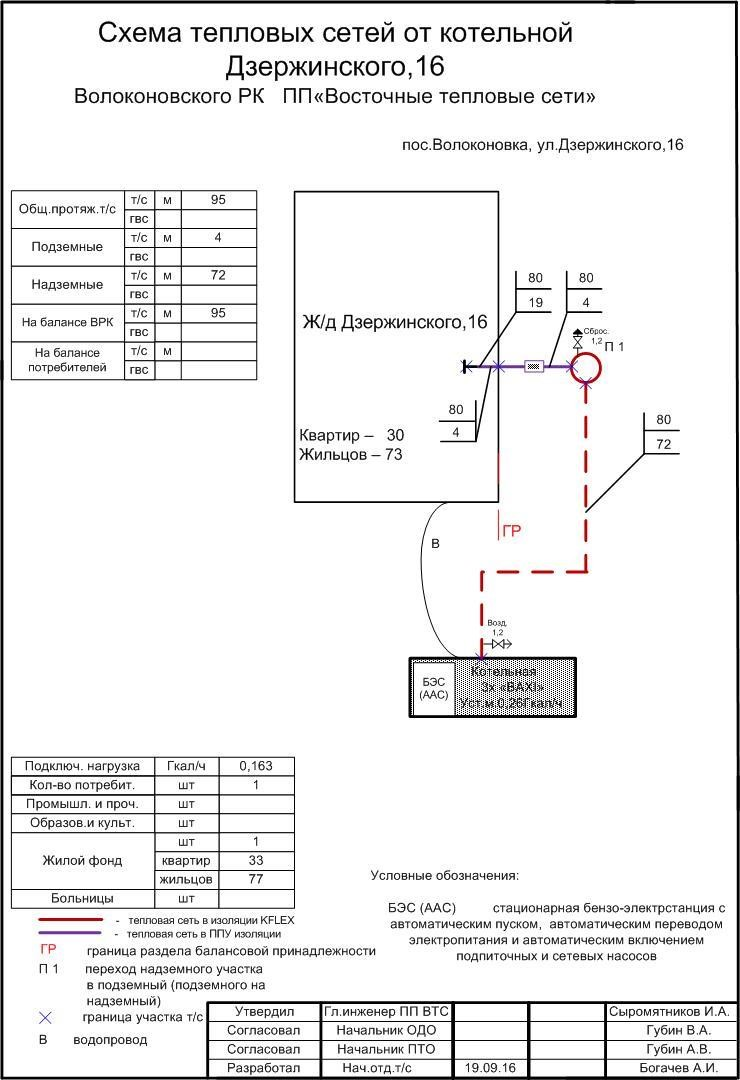 Схема тепловых сетей от котельной
Дзержинского,16
Волоконовского РК ПП«Восточные тепловые сети»
пос.Волоконовка, ул.Дзержинского,16
Общ.протяж.т/с т/с м 95
гвс
Подземные т/с м 4
гвс
Надземные т/с м 72
гвс
На балансе ВРК т/с м 95
гвс
На балансе потребителей т/с м
гвс
80
19
80
4
Ж/д Дзержинского,16
Сброс.
1,2
П 1
80
4
Квартир – 30
Жильцов – 73
80
72
ГР
В
Возд.
1,2
БЭС
(ААС)
Котельная
3х «BAXI»
Уст.м 0,26Гкал/ч
Подключ. нагрузка Гкал/ч 0,163
Кол-во потребит. шт 1
Промышл. и проч. шт
Образов.и культ. шт
Жилой фонд шт 1
квартир 33
жильцов 77
Больницы шт
- тепловая сеть в изоляции KFLEX
- тепловая сеть в ППУ изоляции
ГР граница раздела балансовой принадлежности
П 1 переход надземного участка
в подземный (подземного на
надземный)
граница участка т/с
В водопровод
Условные обозначения:
БЭС (ААС) стационарная бензо-электрстанция с
автоматическим пуском, автоматическим переводом
электропитания и автоматическим включением
подпиточных и сетевых насосов
Утвердил Гл.инженер ПП ВТС Сыромятников И.А.
Согласовал Начальник ОДО Губин В.А.
Согласовал Начальник ПТО Губин А.В.
Разработал Нач.отд.т/с 19.09.16 Богачев А.И.